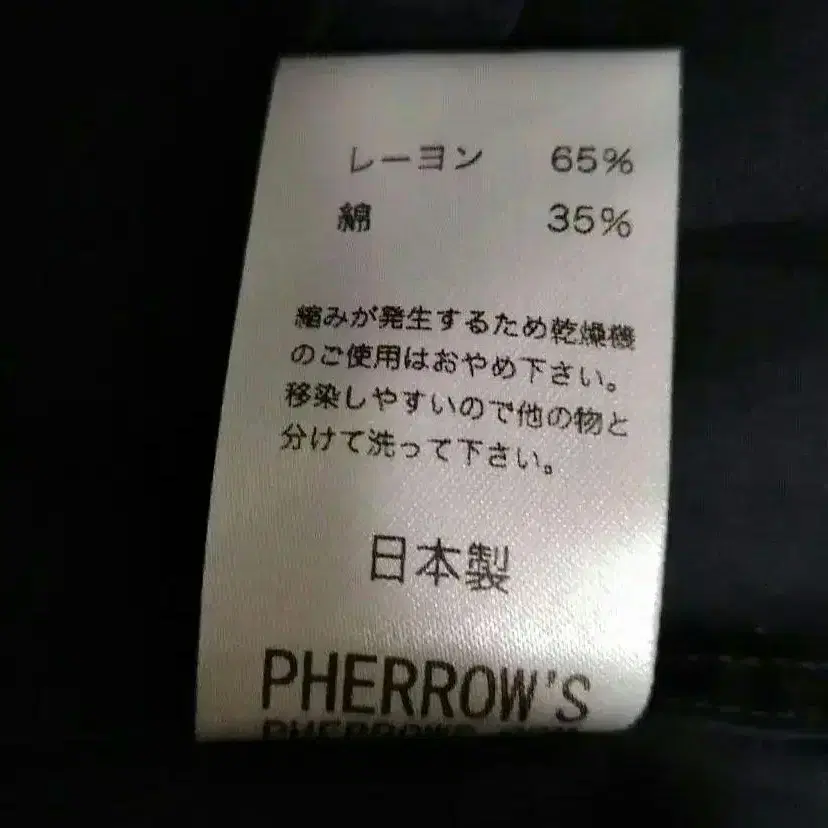 レーヨン 65%
綿 35%
縮みが発生するため乾燥機
のご使用はおやめ下さい。
移染しやすいので他の物と
分けて洗って下さい。
日本製
PHERROW'S